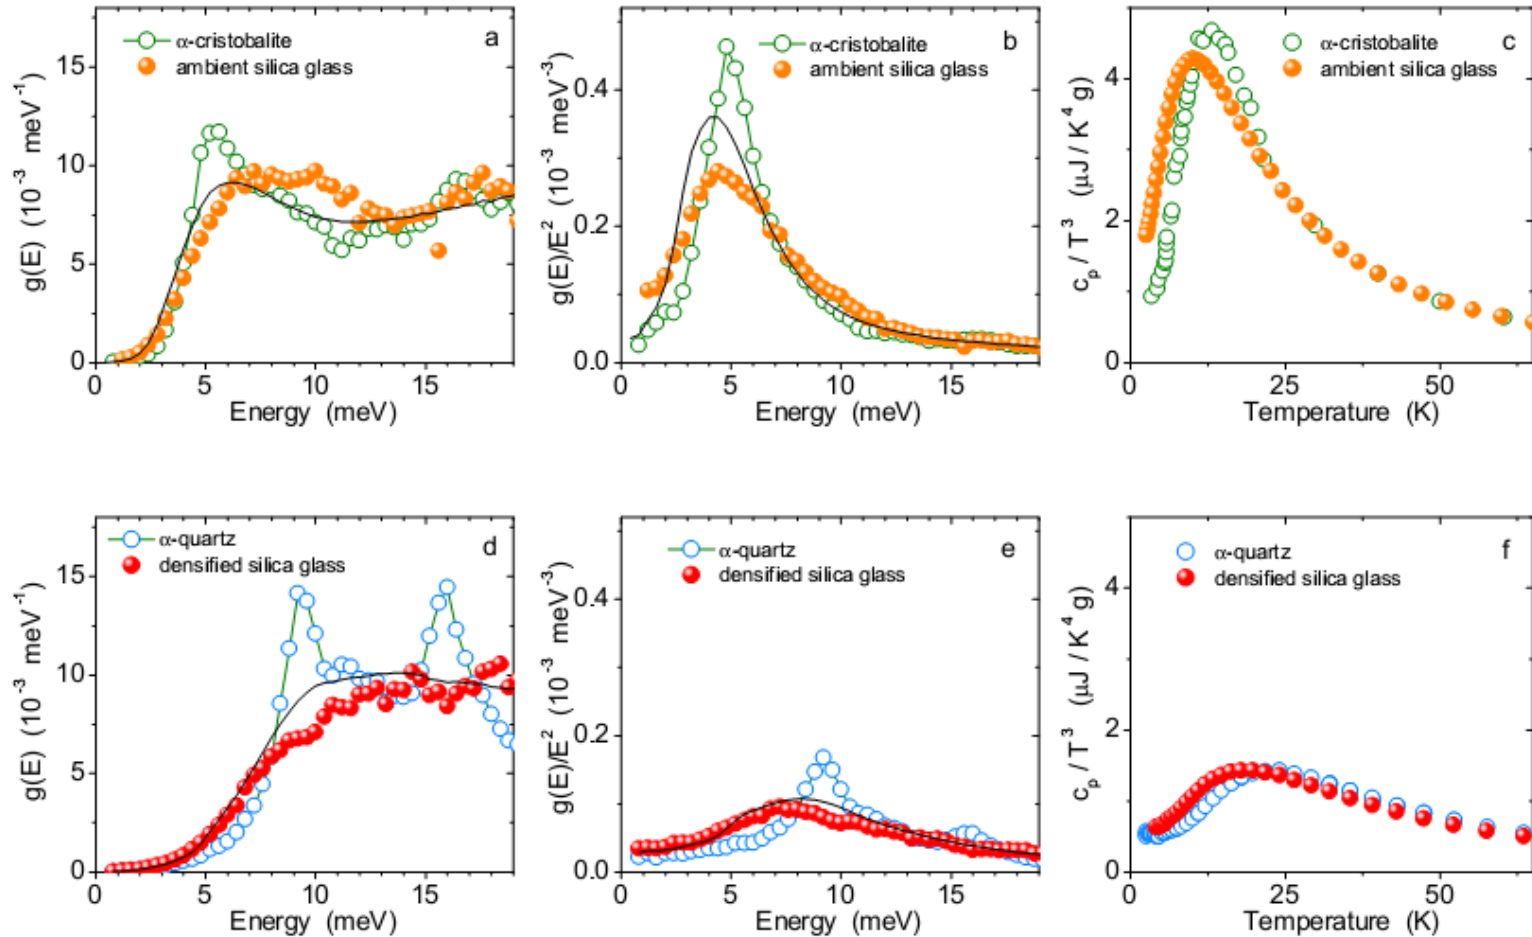 α-cristobalite
ambient silica glass
a
g(E) (10⁻³ meV⁻¹)
15
10
5
0
0 5 10 15
Energy (meV)
α-cristobalite
ambient silica glass
b
g(E)/E² (10⁻³ meV⁻³)
0.4
0.2
0.0
0 5 10 15
Energy (meV)
α-cristobalite
ambient silica glass
c
cₚ / T³ (μJ / K⁴ g)
4
2
0
0 25 50
Temperature (K)
α-quartz
densified silica glass
d
g(E) (10⁻³ meV⁻¹)
15
10
5
0
0 5 10 15
Energy (meV)
α-quartz
densified silica glass
e
g(E)/E² (10⁻³ meV⁻³)
0.4
0.2
0.0
0 5 10 15
Energy (meV)
α-quartz
densified silica glass
f
cₚ / T³ (μJ / K⁴ g)
4
2
0
0 25 50
Temperature (K)